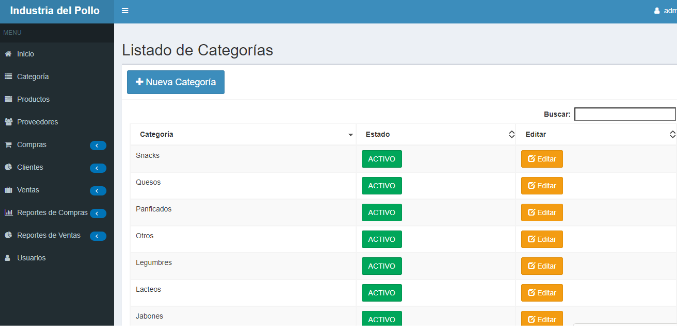 Industria del Pollo
adm
MENU
Inicio
Categoría
Productos
Proveedores
Compras
Clientes
Ventas
Reportes de Compras
Reportes de Ventas
Usuarios
Listado de Categorías
Nueva Categoría
Buscar:
Categoría Estado Editar
Snacks ACTIVO Editar
Quesos ACTIVO Editar
Panficados ACTIVO Editar
Otros ACTIVO Editar
Legumbres ACTIVO Editar
Lacteos ACTIVO Editar
Jabones ACTIVO Editar